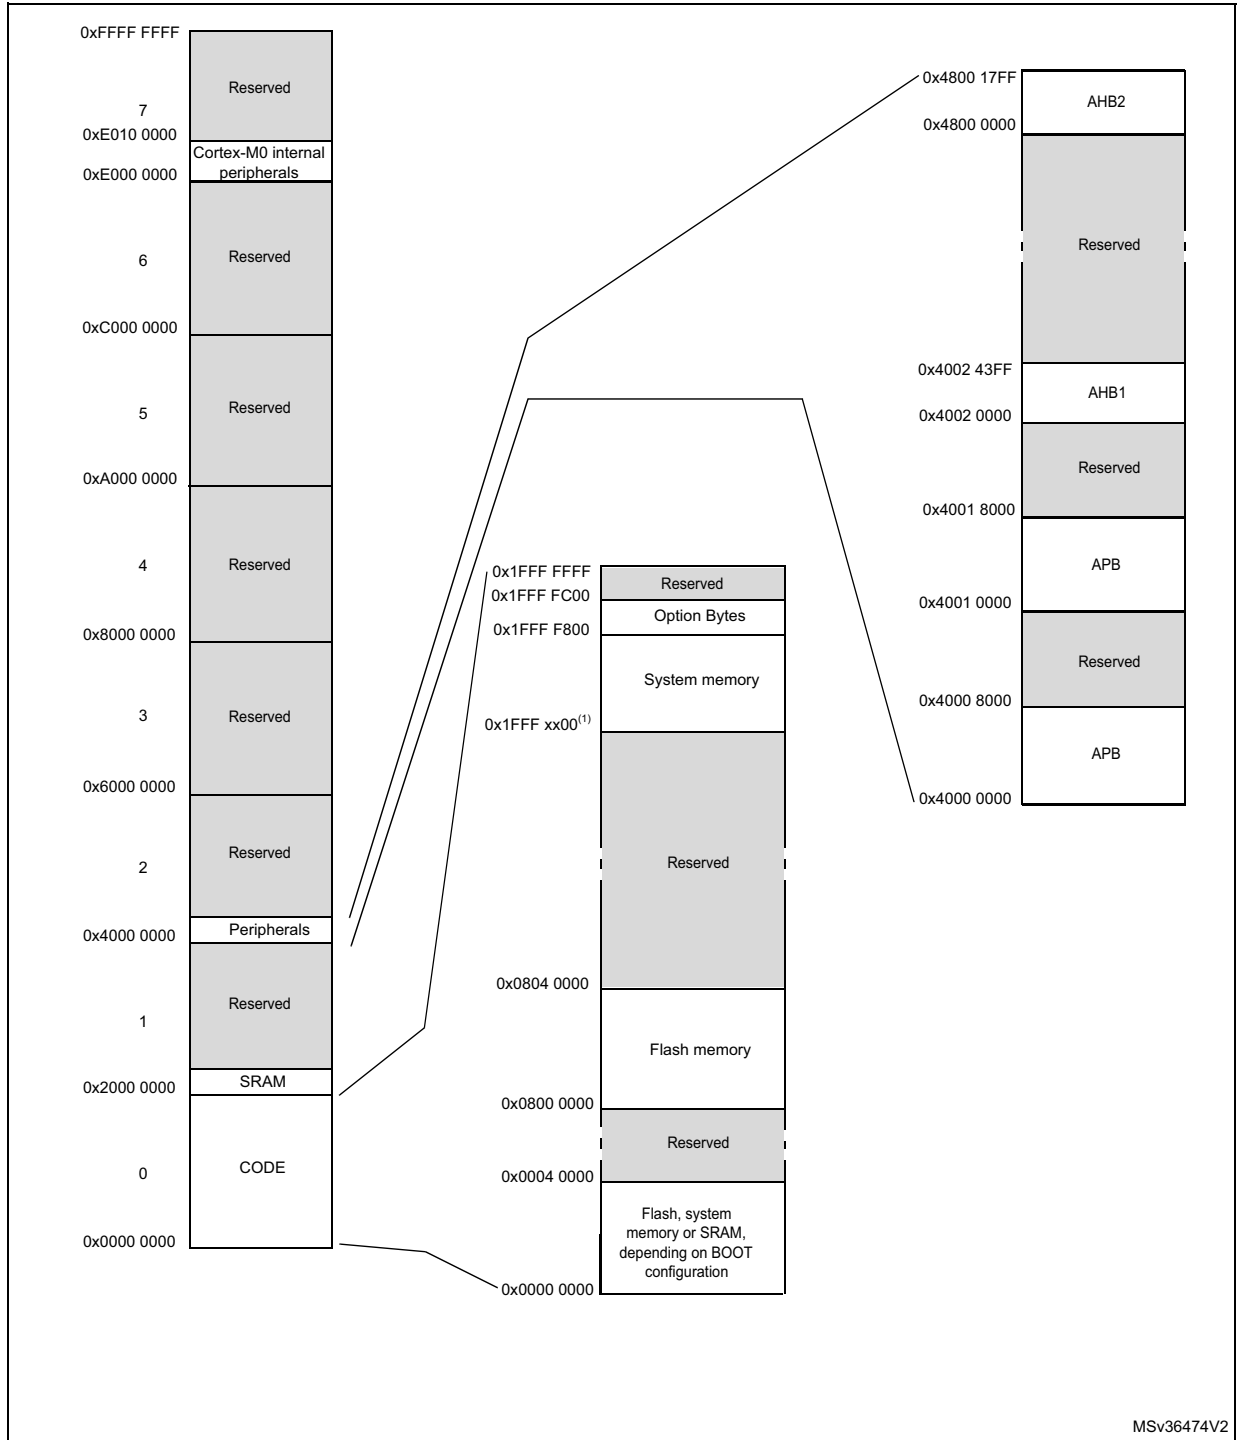 0xFFFF FFFF
Reserved
7
0xE010 0000
Cortex-M0 internal
peripherals
0xE000 0000
Reserved
6
0xC000 0000
Reserved
5
0xA000 0000
Reserved
4
0x8000 0000
Reserved
3
0x6000 0000
Reserved
2
Peripherals
0x4000 0000
Reserved
1
SRAM
0x2000 0000
CODE
0
0x0000 0000
0x1FFF FFFF
Reserved
0x1FFF FC00
Option Bytes
0x1FFF F800
System memory
0x1FFF xx00(1)
Reserved
0x0804 0000
Flash memory
0x0800 0000
Reserved
0x0004 0000
Flash, system
memory or SRAM,
depending on BOOT
configuration
0x0000 0000
0x4800 17FF
AHB2
0x4800 0000
Reserved
0x4002 43FF
AHB1
0x4002 0000
Reserved
0x4001 8000
APB
0x4001 0000
Reserved
0x4000 8000
APB
0x4000 0000
MSv36474V2